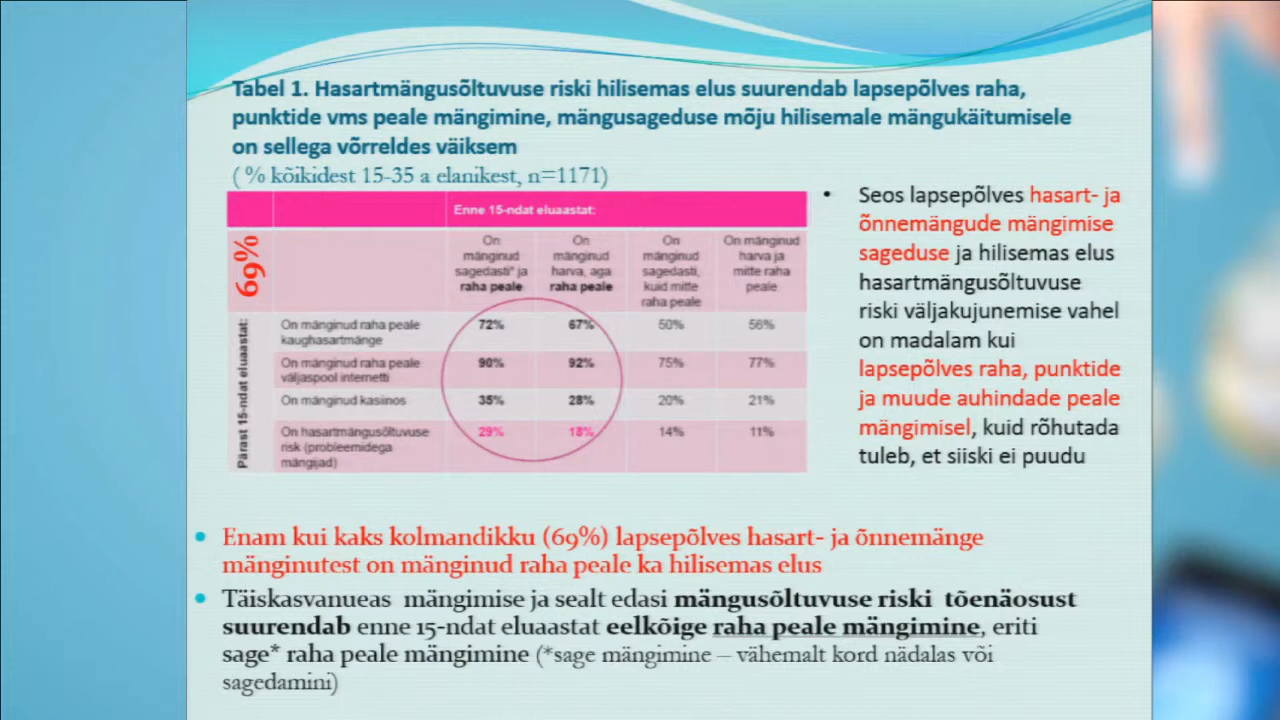 Tabel 1. Hasartmängusõltuvuse riski hilisemas elus suurendab lapsepõlves raha,
punktide vms peale mängimine, mängusageduse mõju hilisemale mängukäitumisele
on sellega võrreldes väiksem
( % kõikidest 15-35 a elanikest, n=1171)
Enne 15-ndat eluaastat:
69%
On mänginud sagedasti* ja raha peale
On mänginud harva, aga raha peale
On mänginud sagedasti, kuid mitte raha peale
On mänginud harva ja mitte raha peale
Pärast 15-ndat eluaastat:
On mänginud raha peale kaughasartmänge 72% 67% 50% 56%
On mänginud raha peale väljaspool internetti 90% 92% 75% 77%
On mänginud kasiinos 35% 28% 20% 21%
On hasartmängusõltuvuse risk (probleemidega mängijad) 29% 18% 14% 11%
• Seos lapsepõlves hasart- ja
õnnemängude mängimise
sageduse ja hilisemas elus
hasartmängusõltuvuse
riski väljakujunemise vahel
on madalam kui
lapsepõlves raha, punktide
ja muude auhindade peale
mängimisel, kuid rõhutada
tuleb, et siiski ei puudu
• Enam kui kaks kolmandikku (69%) lapsepõlves hasart- ja õnnemänge
mänginutest on mänginud raha peale ka hilisemas elus
• Täiskasvanueas mängimise ja sealt edasi mängusõltuvuse riski tõenäosust
suurendab enne 15-ndat eluaastat eelkõige raha peale mängimine, eriti
sage* raha peale mängimine (*sage mängimine – vähemalt kord nädalas või
sagedamini)